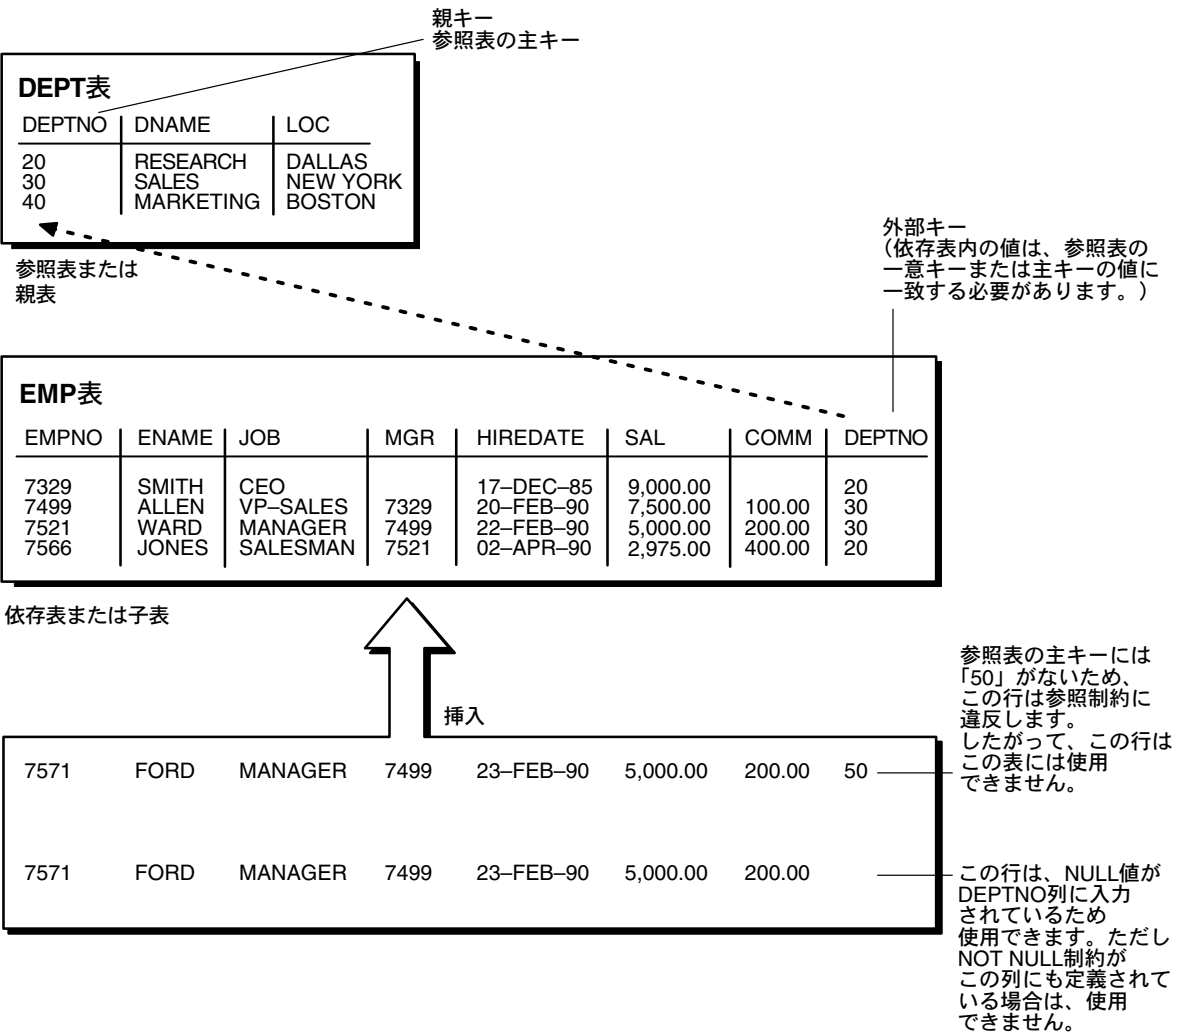 親キー
参照表の主キー
DEPT表
DEPTNO DNAME LOC
20 RESEARCH DALLAS
30 SALES NEW YORK
40 MARKETING BOSTON
参照表または
親表
外部キー
（依存表内の値は、参照表の
一意キーまたは主キーの値に
一致する必要があります。）
EMP表
EMPNO ENAME JOB MGR HIREDATE SAL COMM DEPTNO
7329 SMITH CEO 17–DEC–85 9,000.00 20
7499 ALLEN VP–SALES 7329 20–FEB–90 7,500.00 100.00 30
7521 WARD MANAGER 7499 22–FEB–90 5,000.00 200.00 30
7566 JONES SALESMAN 7521 02–APR–90 2,975.00 400.00 20
依存表または子表
挿入
7571 FORD MANAGER 7499 23–FEB–90 5,000.00 200.00 50
参照表の主キーには
「50」がないため、
この行は参照制約に
違反します。
したがって、この行は
この表には使用
できません。
7571 FORD MANAGER 7499 23–FEB–90 5,000.00 200.00
この行は、NULL値が
DEPTNO列に入力
されているため
使用できます。ただし
NOT NULL制約が
この列にも定義されて
いる場合は、使用
できません。